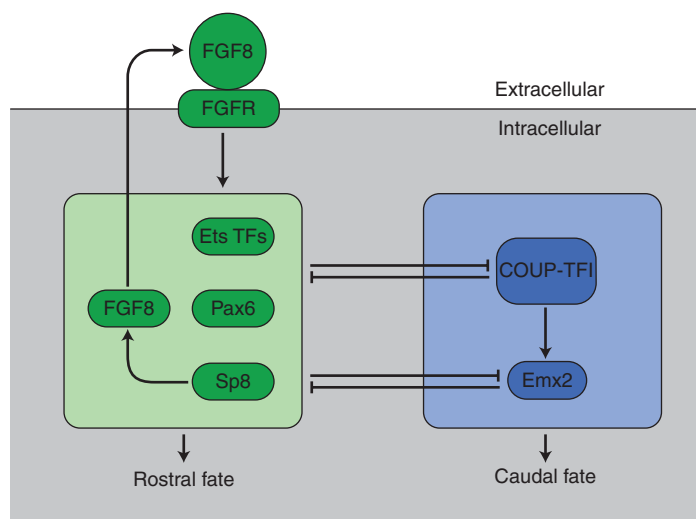 FGF8
FGFR
Extracellular
Intracellular
Ets TFs
FGF8
Pax6
Sp8
COUP-TFI
Emx2
Rostral fate
Caudal fate